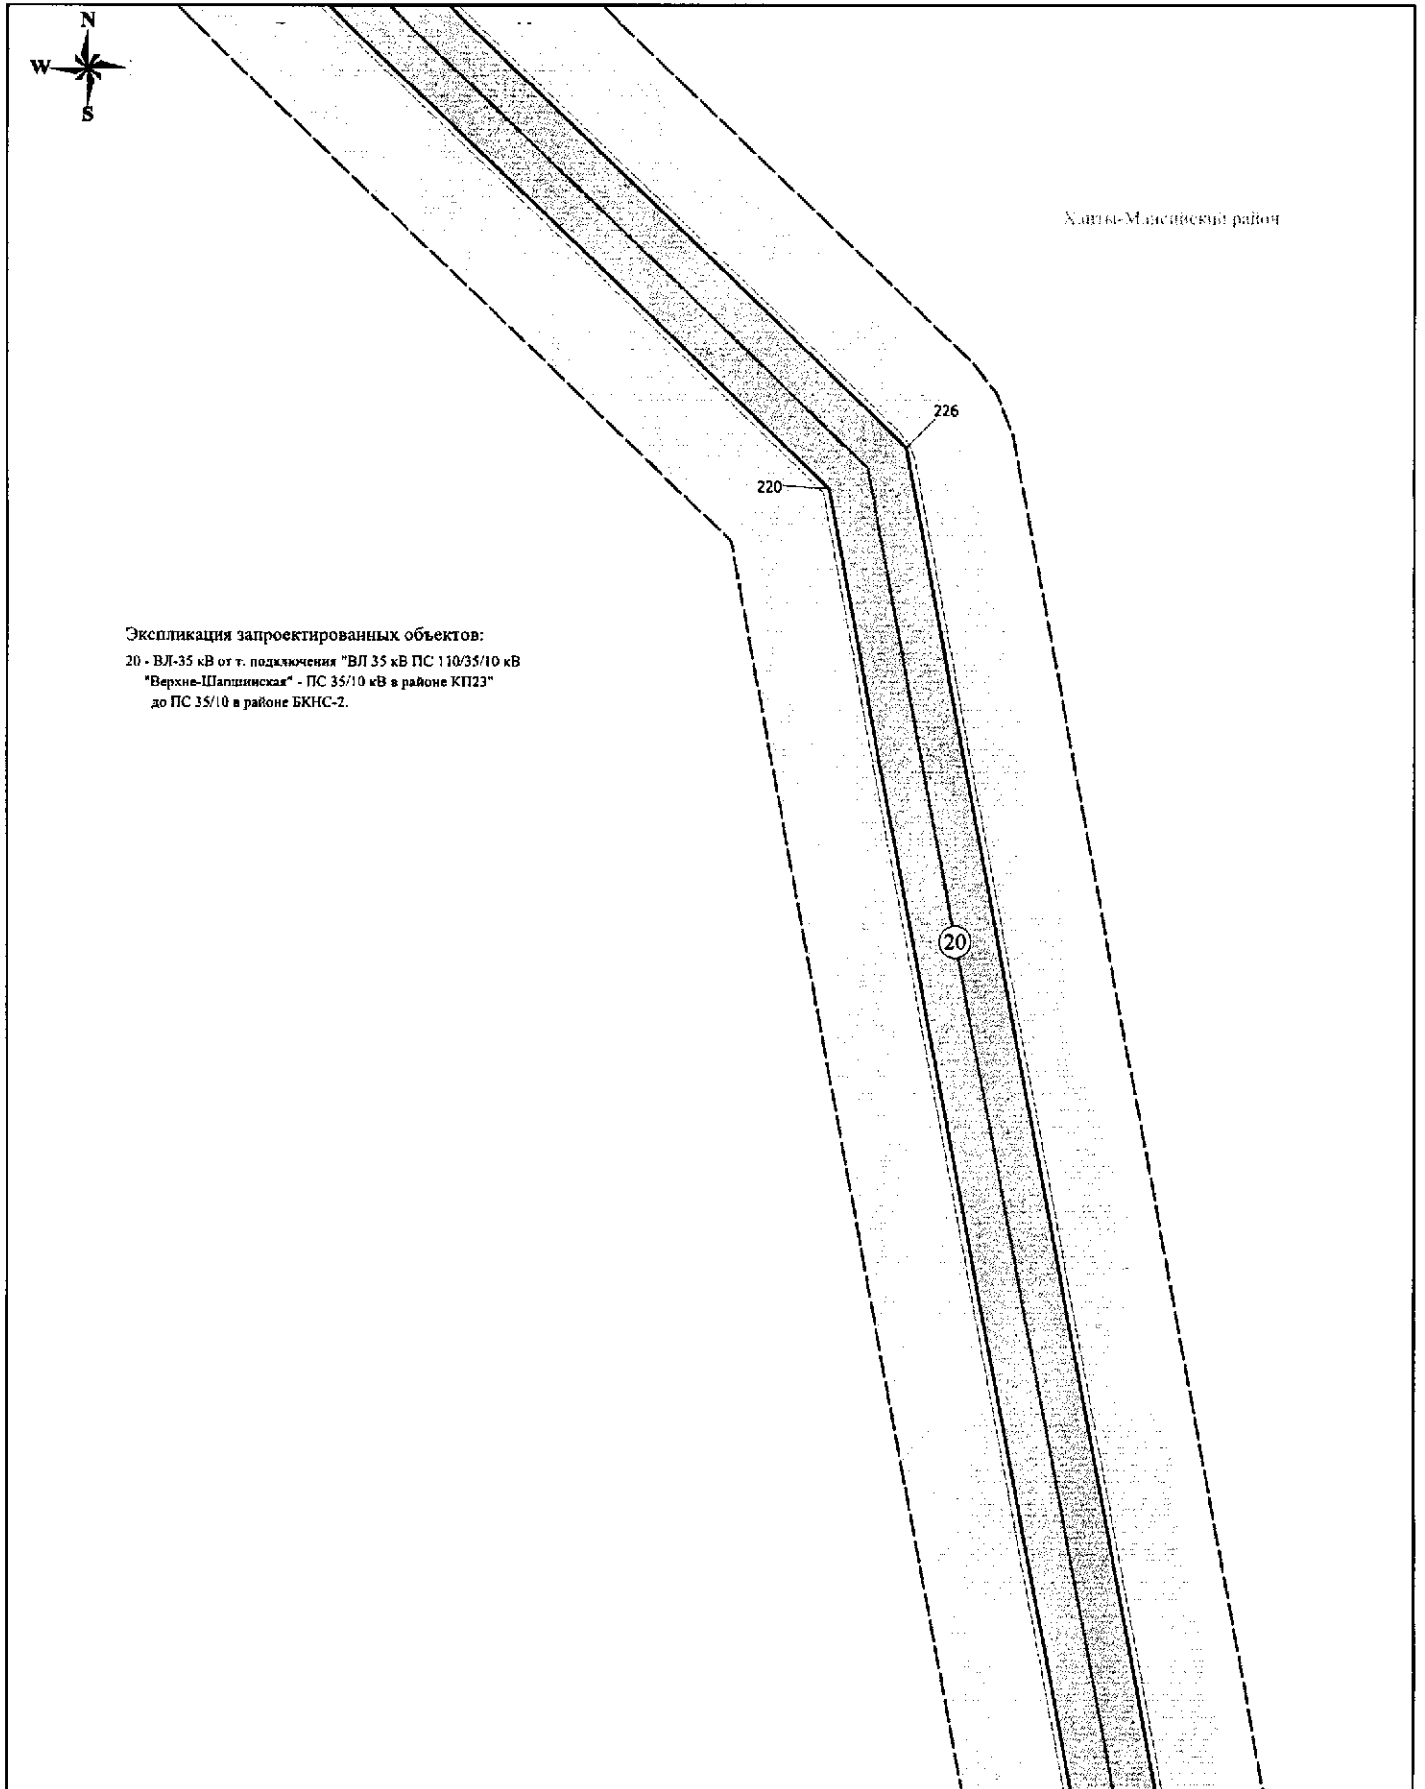 N
W
S
Ханты-Мансийский район
226
220
Экспликация запроектированных объектов:
20 - ВЛ-35 кВ от т. подключения "ВЛ 35 кВ ПС 110/35/10 кВ
"Верхне-Шапшинская" - ПС 35/10 кВ в районе КП23"
до ПС 35/10 в районе БКНС-2.
20